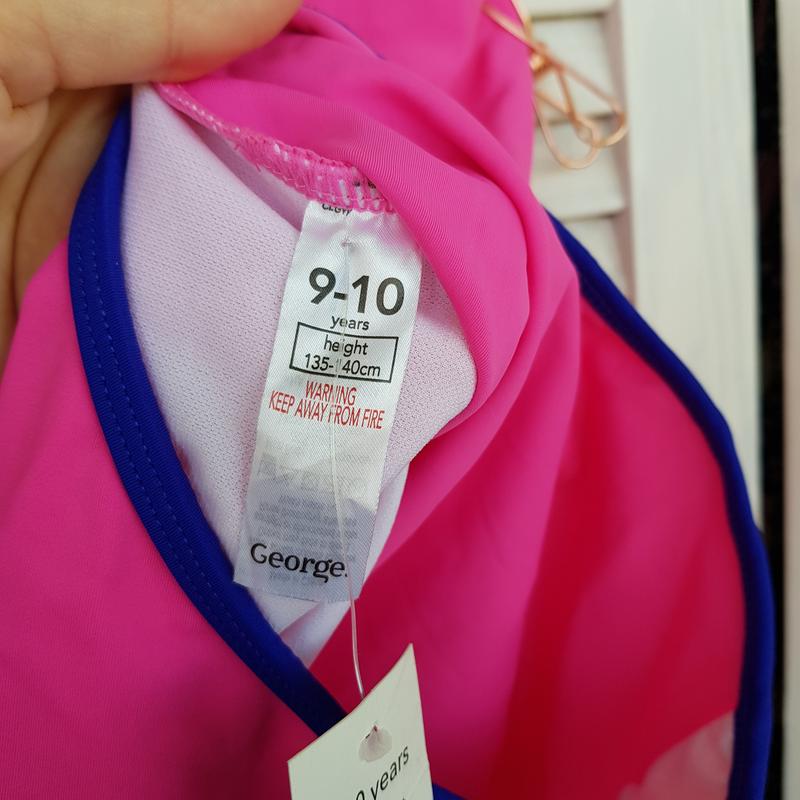 9-10
years
height
135-140cm
WARNING
KEEP AWAY FROM FIRE
George.
years